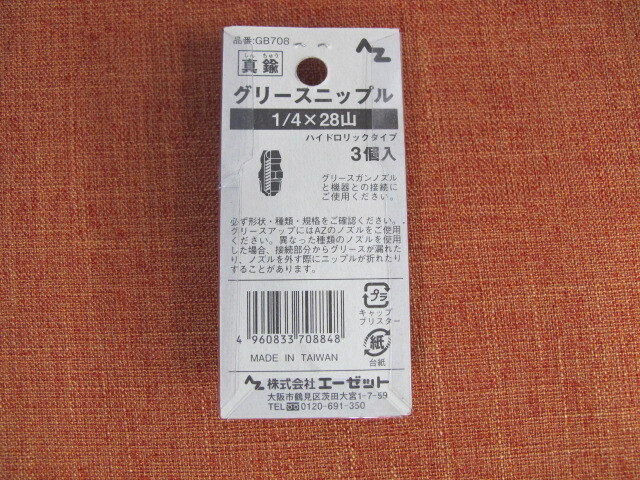 品番:GB708
AZ
しんちゅう
真鍮
グリースニップル
1/4×28山
ハイドロリックタイプ
3個入
グリースガンノズル
と機器との接続に
ご使用ください。
必ず形状・種類・規格をご確認ください。
グリースアップにはAZのノズルをご使用
ください。異なった種類のノズルを使用
した場合、接続部分からグリースが漏れた
り、ノズルを外す際にニップルが折れたり
することがあります。
プラ
キャップ
ブリスター
4 960833 708848
紙
台紙
MADE IN TAIWAN
AZ 株式会社エーゼット
大阪市鶴見区茨田大宮1-7-59
TEL 0120-691-350